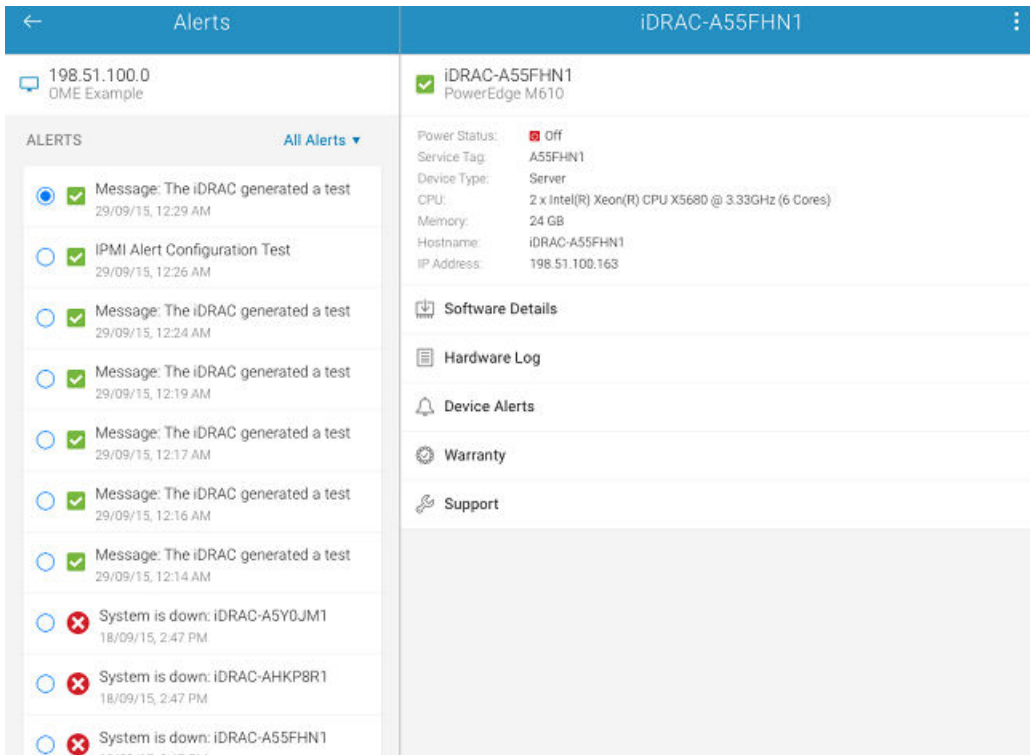 Alerts
198.51.100.0
OME Example
ALERTS
All Alerts
Message: The iDRAC generated a test
29/09/15, 12:29 AM
IPMI Alert Configuration Test
29/09/15, 12:26 AM
Message: The iDRAC generated a test
29/09/15, 12:24 AM
Message: The iDRAC generated a test
29/09/15, 12:19 AM
Message: The iDRAC generated a test
29/09/15, 12:17 AM
Message: The iDRAC generated a test
29/09/15, 12:16 AM
Message: The iDRAC generated a test
29/09/15, 12:14 AM
System is down: iDRAC-A5Y0JM1
18/09/15, 2:47 PM
System is down: iDRAC-AHKP8R1
18/09/15, 2:47 PM
System is down: iDRAC-A55FHN1
iDRAC-A55FHN1
iDRAC-A55FHN1
PowerEdge M610
Power Status: Off
Service Tag: A55FHN1
Device Type: Server
CPU: 2 x Intel(R) Xeon(R) CPU X5680 @ 3.33GHz (6 Cores)
Memory: 24 GB
Hostname: iDRAC-A55FHN1
IP Address: 198.51.100.163
Software Details
Hardware Log
Device Alerts
Warranty
Support